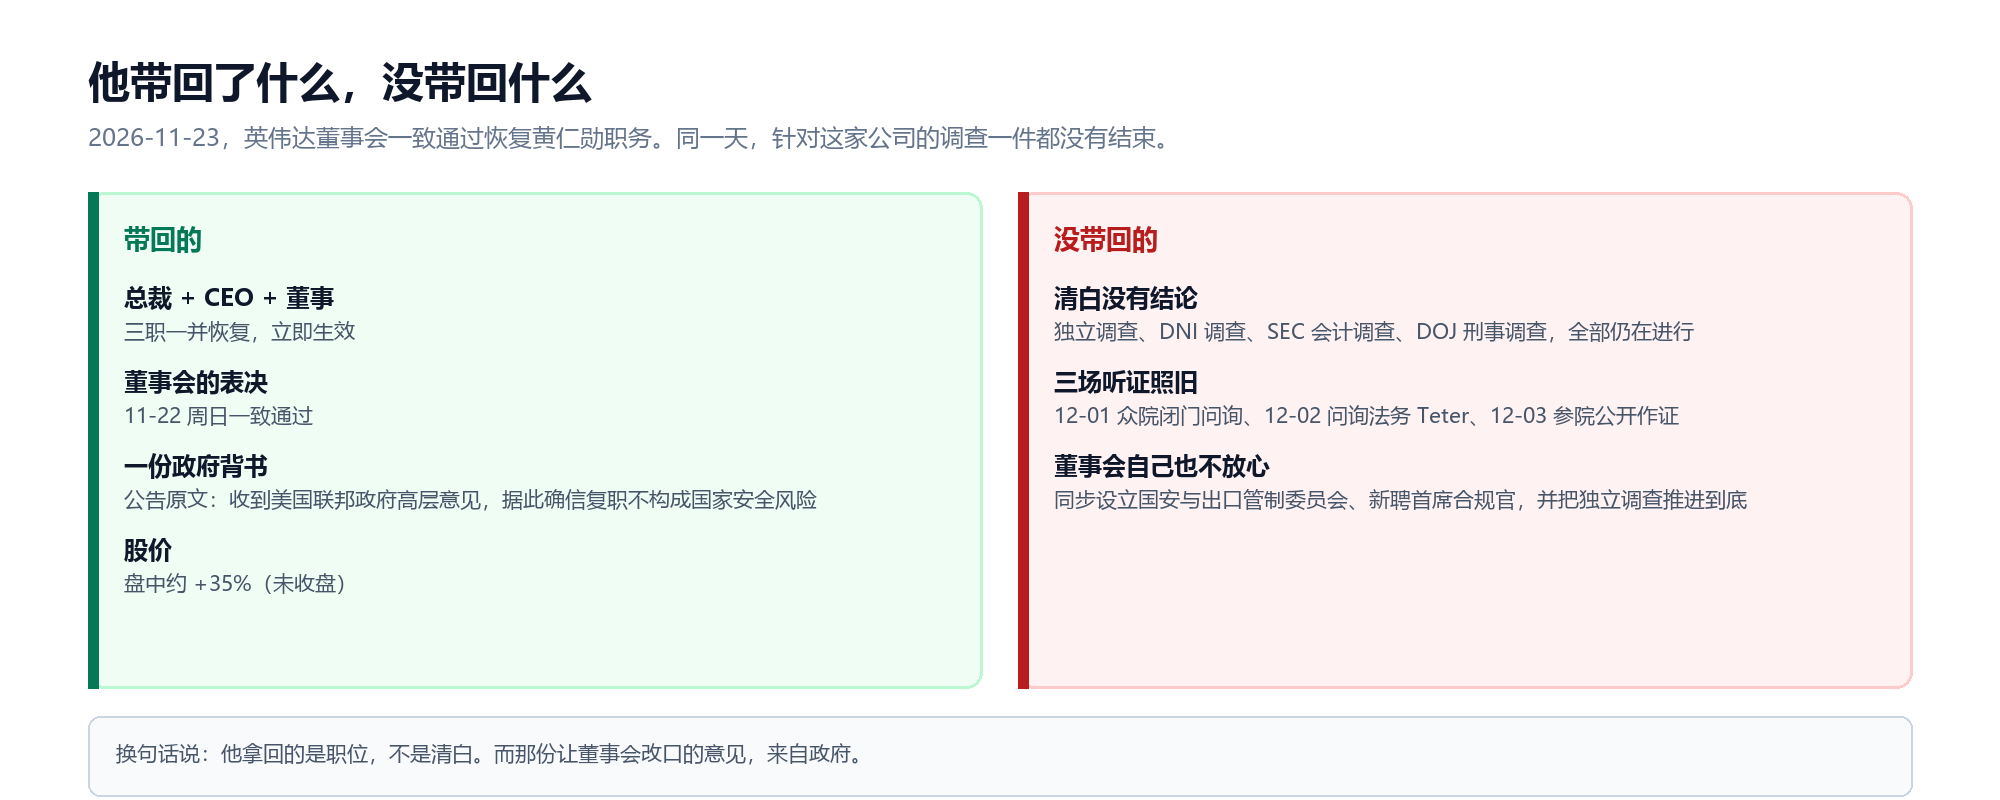 他带回了什么，没带回什么
2026-11-23，英伟达董事会一致通过恢复黄仁勋职务。同一天，针对这家公司的调查一件都没有结束。
带回的
总裁 + CEO + 董事
三职一并恢复，立即生效
董事会的表决
11-22 周日一致通过
一份政府背书
公告原文：收到美国联邦政府高层意见，据此确信复职不构成国家安全风险
股价
盘中约 +35%（未收盘）
没带回的
清白没有结论
独立调查、DNI 调查、SEC 会计调查、DOJ 刑事调查，全部仍在进行
三场听证照旧
12-01 众院闭门问询、12-02 问询法务 Teter、12-03 参院公开作证
董事会自己也不放心
同步设立国安与出口管制委员会、新聘首席合规官，并把独立调查推进到底
换句话说：他拿回的是职位，不是清白。而那份让董事会改口的意见，来自政府。